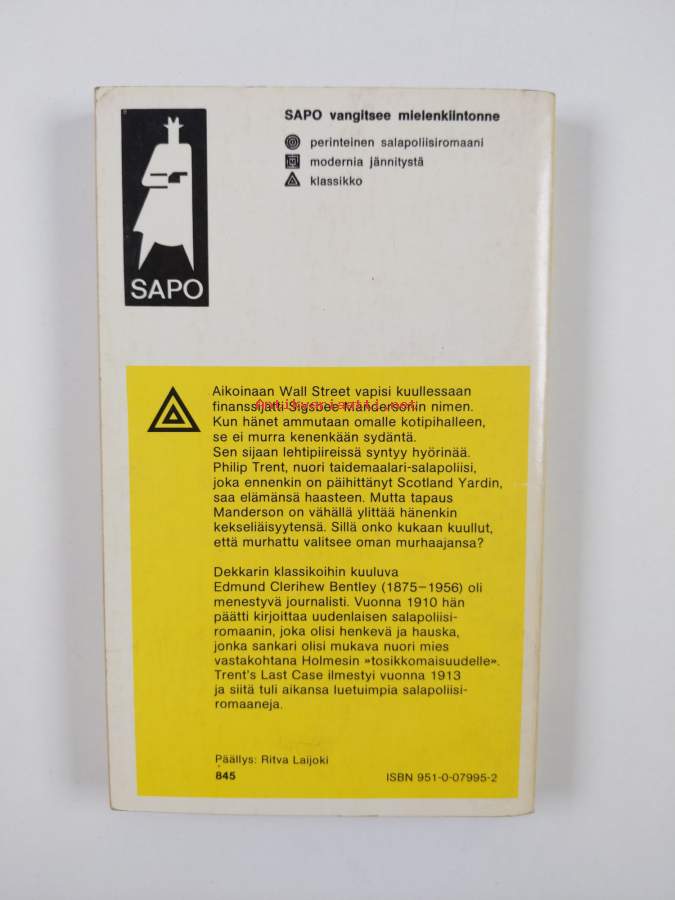 SAPO vangitsee mielenkiintonne
perinteinen salapoliisiromaani
modernia jännitystä
klassikko
SAPO
Aikoinaan Wall Street vapisi kuullessaan
finanssijätti Sigsbee Mandersonin nimen.
antikvariaatti.net
Kun hänet ammutaan omalle kotipihalleen,
se ei murra kenenkään sydäntä.
Sen sijaan lehtipiireissä syntyy hyörinää.
Philip Trent, nuori taidemaalari-salapoliisi,
joka ennenkin on päihittänyt Scotland Yardin,
saa elämänsä haasteen. Mutta tapaus
Manderson on vähällä ylittää hänenkin
kekseliäisyytensä. Sillä onko kukaan kuullut,
että murhattu valitsee oman murhaajansa?
Dekkarin klassikoihin kuuluva
Edmund Clerihew Bentley (1875–1956) oli
menestyvä journalisti. Vuonna 1910 hän
päätti kirjoittaa uudenlaisen salapoliisi-
romaanin, joka olisi henkevä ja hauska,
jonka sankari olisi mukava nuori mies
vastakohtana Holmesin »tosikkomaisuudelle».
Trent's Last Case ilmestyi vuonna 1913
ja siitä tuli aikansa luetuimpia salapoliisi-
romaaneja.
Päällys: Ritva Laijoki
845 ISBN 951-0-07995-2